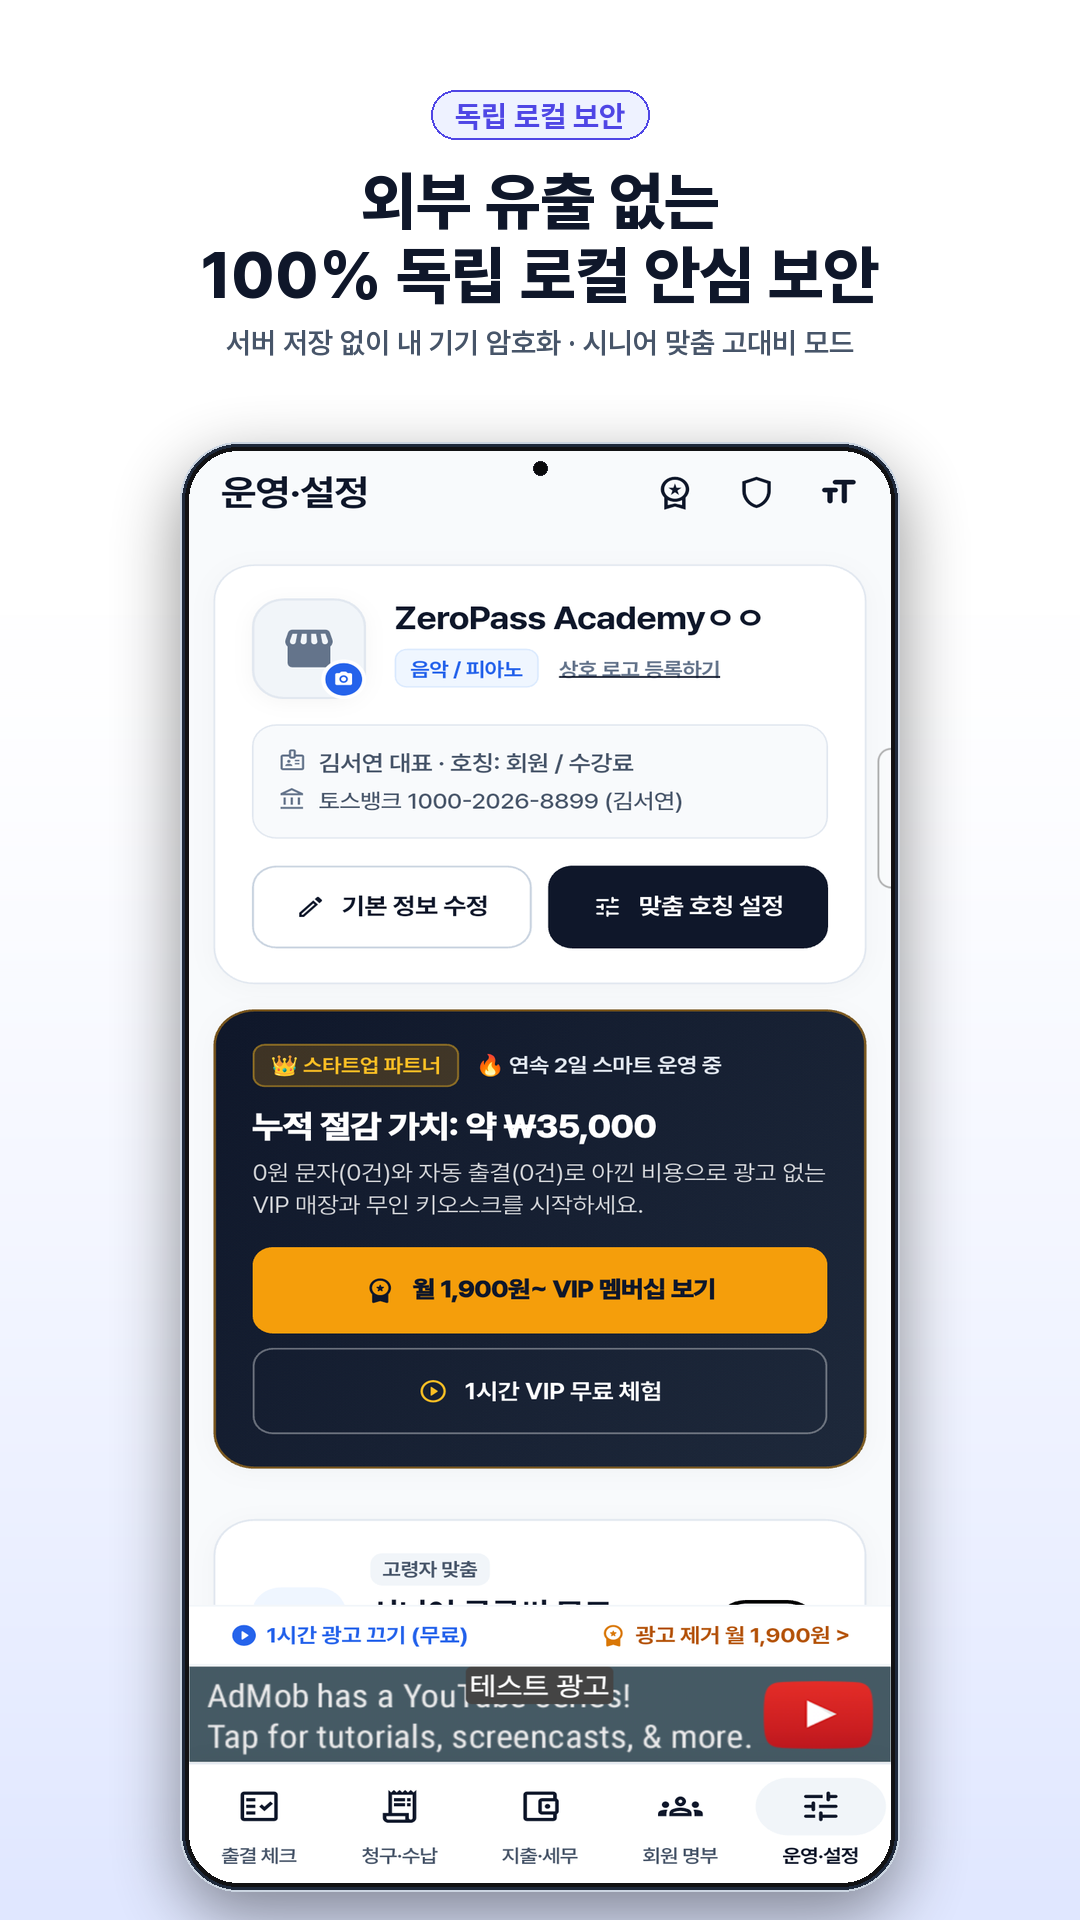 독립 로컬 보안
외부 유출 없는
100% 독립 로컬 안심 보안
서버 저장 없이 내 기기 암호화 · 시니어 맞춤 고대비 모드
운영·설정
ZeroPass Academyㅇㅇ
음악 / 피아노
상호 로고 등록하기
김서연 대표 · 호칭: 회원 / 수강료
토스뱅크 1000-2026-8899 (김서연)
기본 정보 수정
맞춤 호칭 설정
👑 스타트업 파트너
🔥 연속 2일 스마트 운영 중
누적 절감 가치: 약 ₩35,000
0원 문자(0건)와 자동 출결(0건)로 아낀 비용으로 광고 없는
VIP 매장과 무인 키오스크를 시작하세요.
월 1,900원~ VIP 멤버십 보기
1시간 VIP 무료 체험
고령자 맞춤
1시간 광고 끄기 (무료)
광고 제거 월 1,900원 >
테스트 광고
AdMob has a YouTube series!
Tap for tutorials, screencasts, & more.
출결 체크
청구·수납
지출·세무
회원 명부
운영·설정